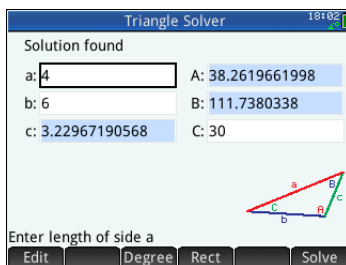 Triangle Solver 18:02
Solution found
a: 4 A: 38.2619661998
b: 6 B: 111.7380338
c: 3.22967190568 C: 30
a B
c
C A
b
Enter length of side a
Edit Degree Rect Solve